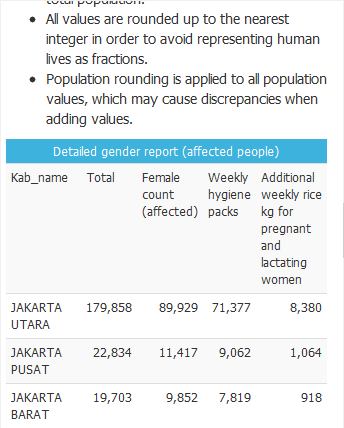 total population.
All values are rounded up to the nearest
integer in order to avoid representing human
lives as fractions.
Population rounding is applied to all population
values, which may cause discrepancies when
adding values.
Detailed gender report (affected people)
Kab_name Total Female count (affected) Weekly hygiene packs Additional weekly rice kg for pregnant and lactating women
JAKARTA UTARA 179,858 89,929 71,377 8,380
JAKARTA PUSAT 22,834 11,417 9,062 1,064
JAKARTA BARAT 19,703 9,852 7,819 918